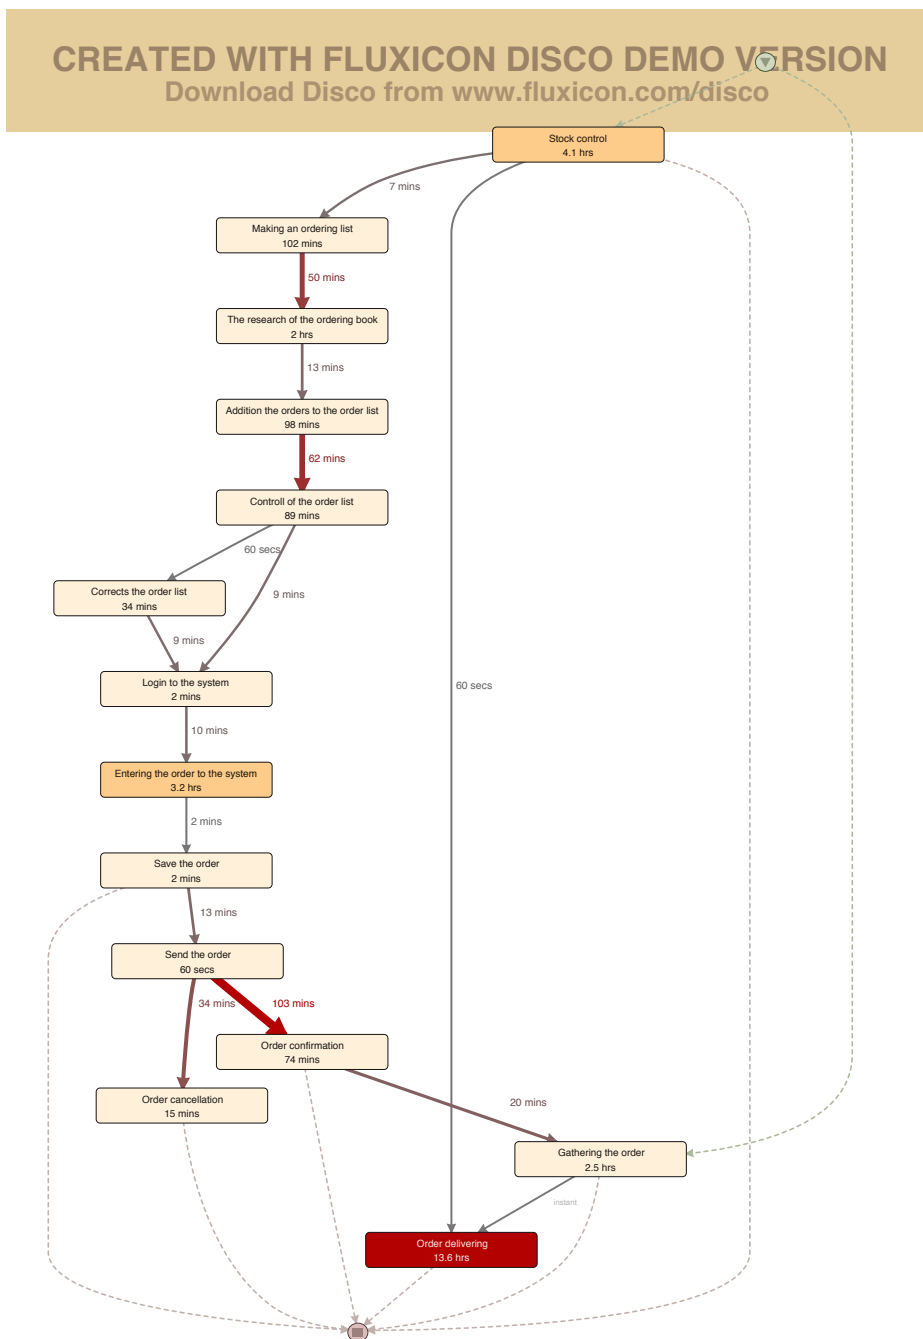 CREATED WITH FLUXICON DISCO DEMO VERSION
Download Disco from www.fluxicon.com/disco
Stock control
4.1 hrs
7 mins
Making an ordering list
102 mins
50 mins
The research of the ordering book
2 hrs
13 mins
Addition the orders to the order list
98 mins
62 mins
Controll of the order list
89 mins
60 secs
Corrects the order list
34 mins
9 mins
9 mins
Login to the system
2 mins
60 secs
10 mins
Entering the order to the system
3.2 hrs
2 mins
Save the order
2 mins
13 mins
Send the order
60 secs
34 mins
103 mins
Order confirmation
74 mins
Order cancellation
15 mins
20 mins
Gathering the order
2.5 hrs
instant
Order delivering
13.6 hrs